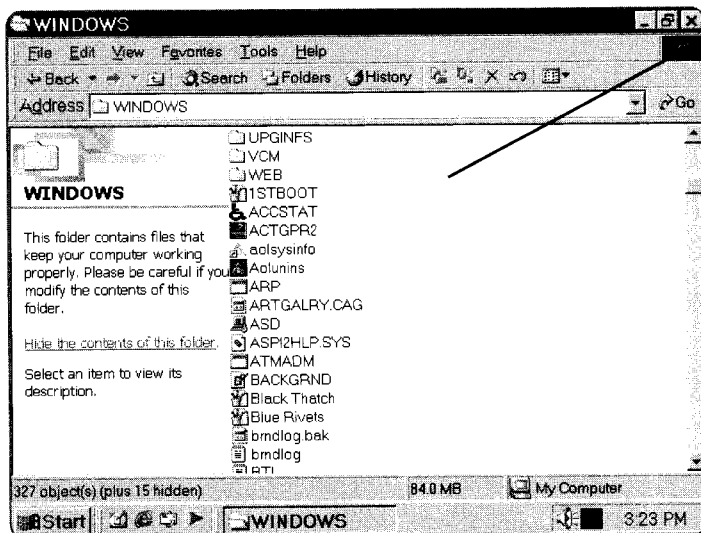 WINDOWS
File Edit View Favorites Tools Help
Back Search Folders History
Address WINDOWS Go
WINDOWS
This folder contains files that
keep your computer working
properly. Please be careful if you
modify the contents of this
folder.
Hide the contents of this folder.
Select an item to view its
description.
UPGINFS
VCM
WEB
1STBOOT
ACCSTAT
ACTGPR2
aolsysinfo
Aolunins
ARP
ARTGALRY.CAG
ASD
ASPI2HLP.SYS
ATMADM
BACKGRND
Black Thatch
Blue Rivets
brndlog.bak
brndlog
327 object(s) (plus 15 hidden) 84.0 MB My Computer
Start WINDOWS 3:23 PM